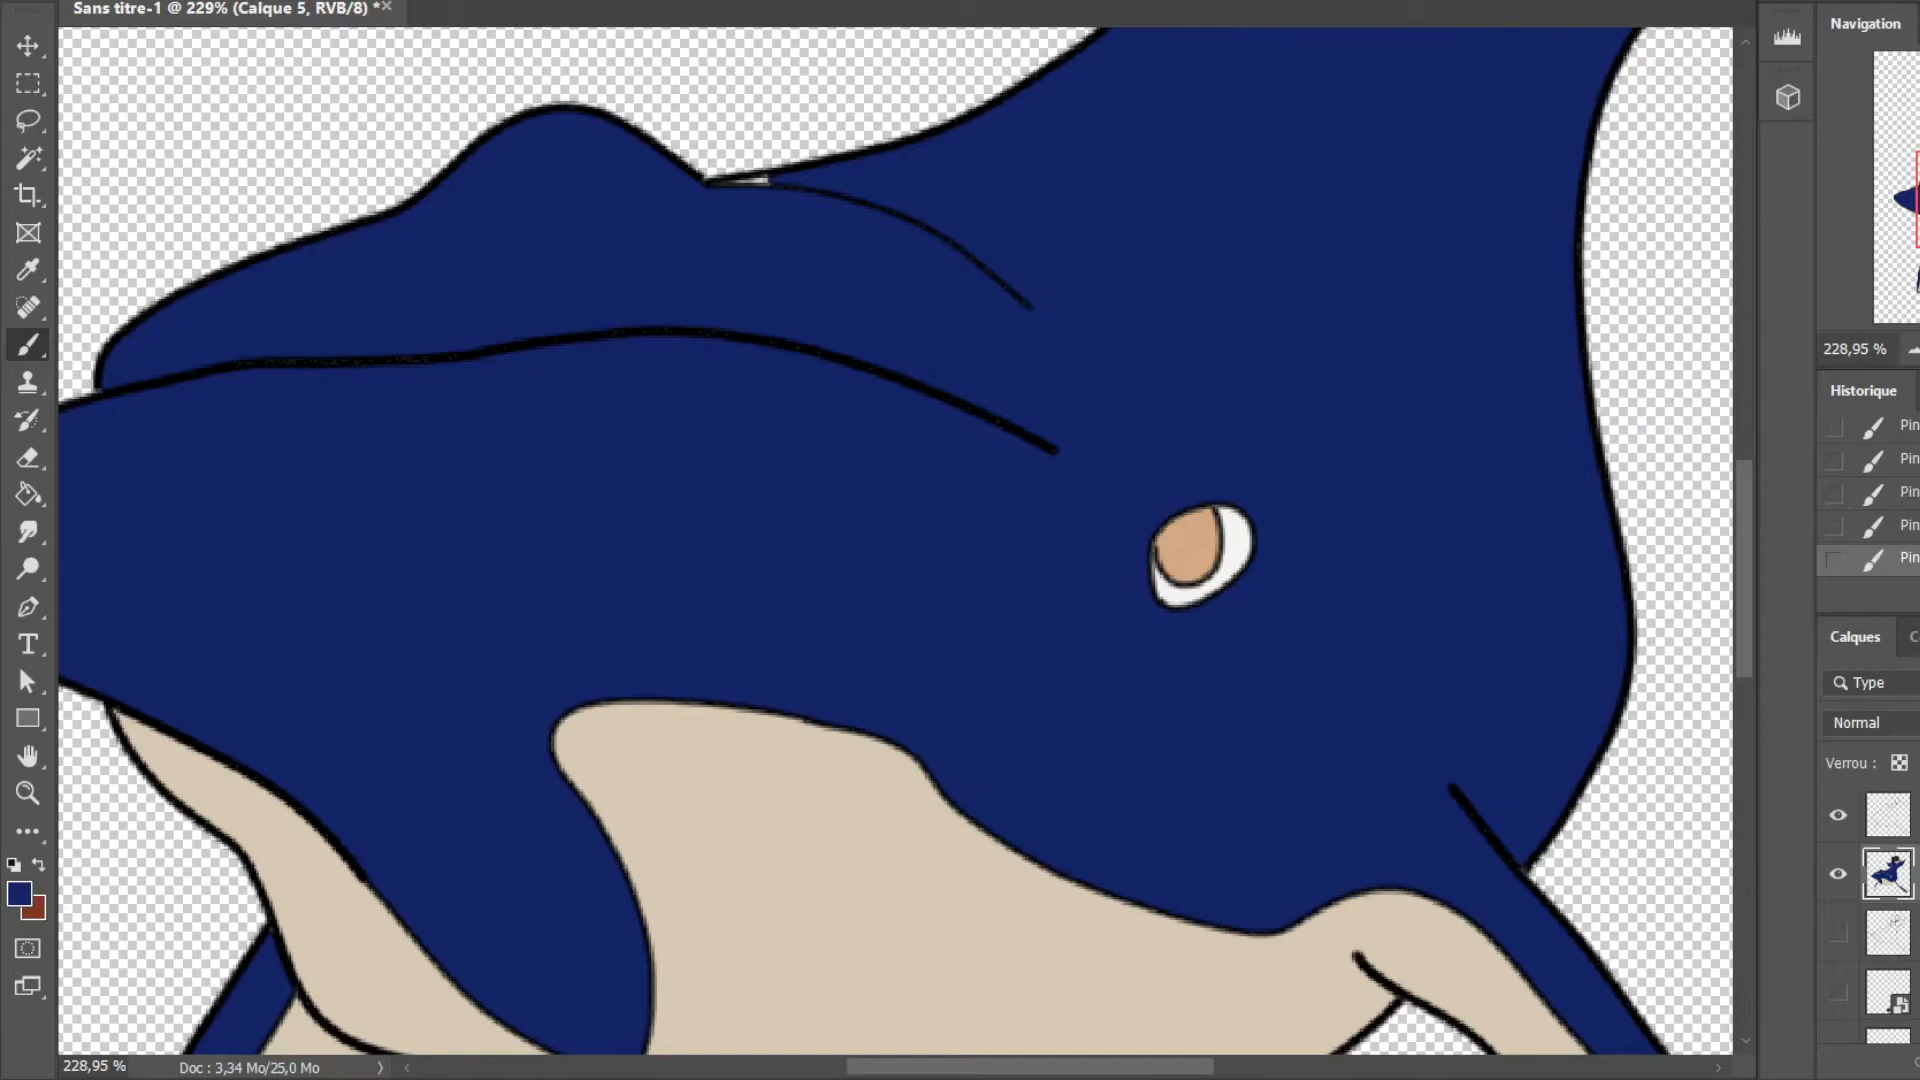 Sans titre-1 @ 229% (Calque 5, RVB/8) *
Navigation
228,95 %
Historique
Pin
Pin
Pin
Pin
Pin
Calques
C
Type
Normal
Verrou :
228,95 %
Doc : 3,34 Mo/25,0 Mo